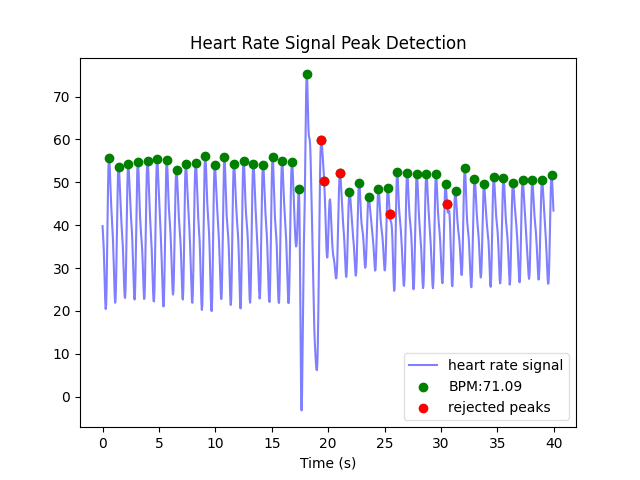 Heart Rate Signal Peak Detection
70
60
50
40
30
20
10
0
heart rate signal
BPM:71.09
rejected peaks
0 5 10 15 20 25 30 35 40
Time (s)